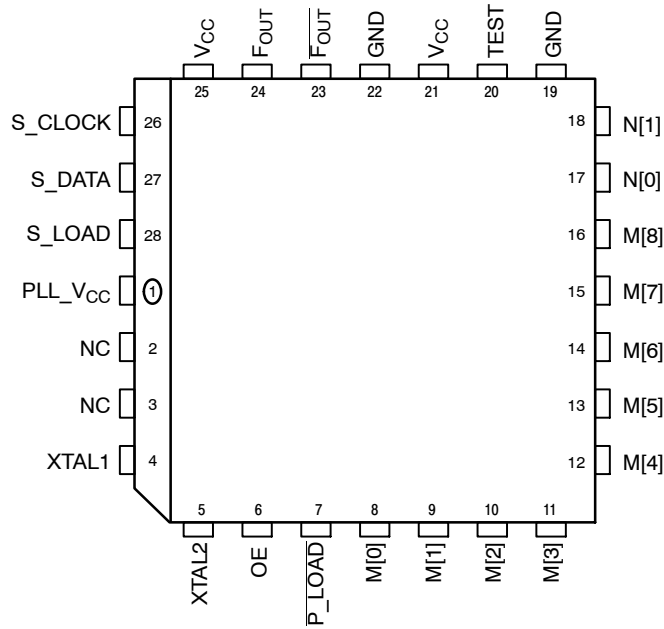 VCC
FOUT
FOUT
GND
VCC
TEST
GND
25
24
23
22
21
20
19
S_CLOCK
26
18
N[1]
S_DATA
27
17
N[0]
S_LOAD
28
16
M[8]
PLL_VCC
1
15
M[7]
NC
2
14
M[6]
NC
3
13
M[5]
XTAL1
4
12
M[4]
5
6
7
8
9
10
11
XTAL2
OE
P_LOAD
M[0]
M[1]
M[2]
M[3]